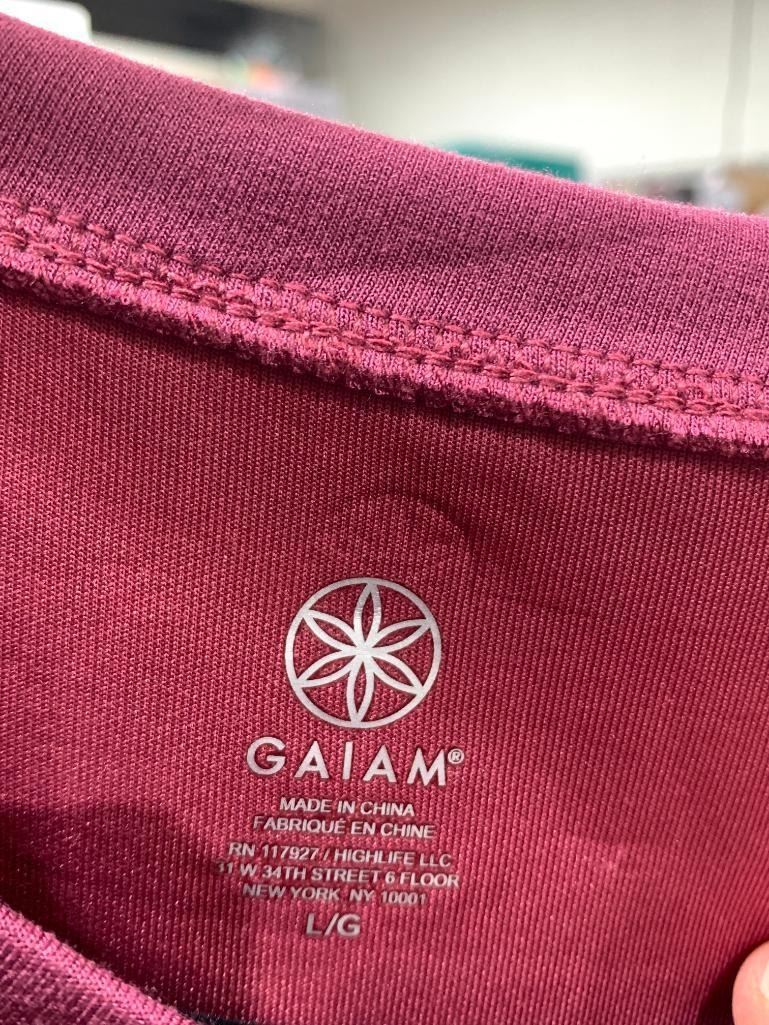 GAIAM®
MADE IN CHINA
FABRIQUÉ EN CHINE
RN 117927 / HIGHLIFE LLC
11 W 34TH STREET 6 FLOOR
NEW YORK NY 10001
L/G